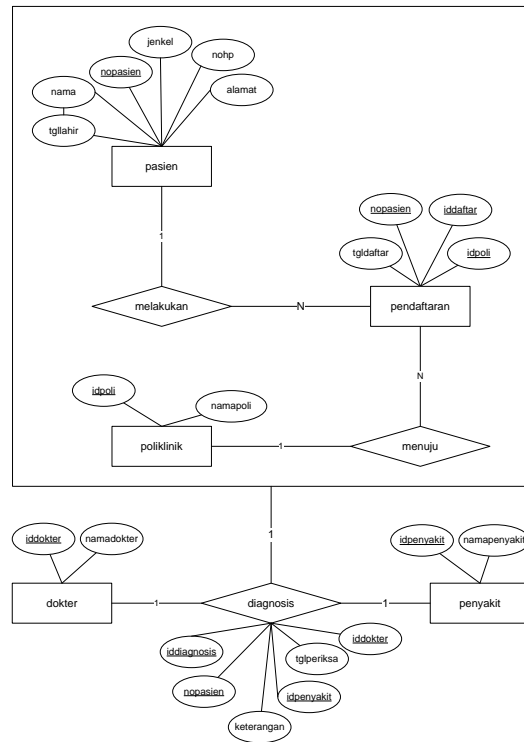 jenkel
nopasien
nohp
nama
alamat
tgllahir
pasien
1
nopasien
iddaftar
tgldaftar
idpoli
melakukan
N
pendaftaran
N
idpoli
namapoli
poliklinik
1
menuju
1
iddokter
namadokter
idpenyakit
namapenyakit
dokter
1
diagnosis
1
penyakit
iddiagnosis
iddokter
tglperiksa
nopasien
idpenyakit
keterangan